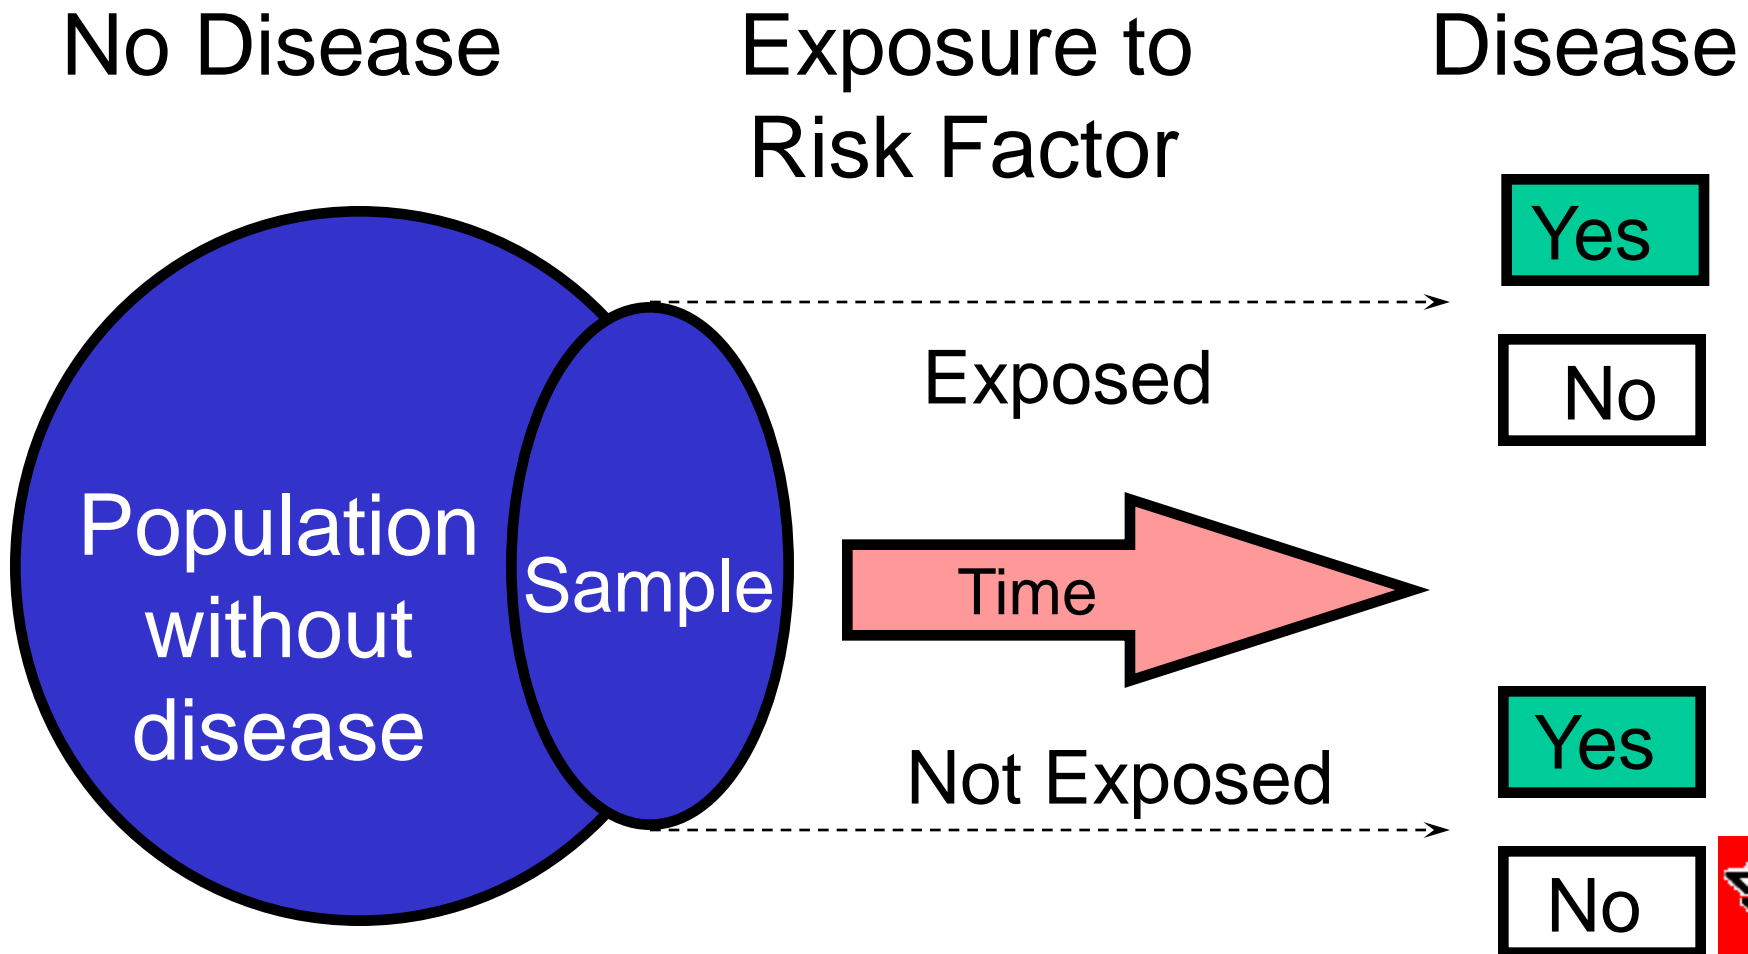 No Disease
Exposure to
Risk Factor
Disease
Yes
No
Exposed
Population
without
disease
Sample
Time
Not Exposed
Yes
No